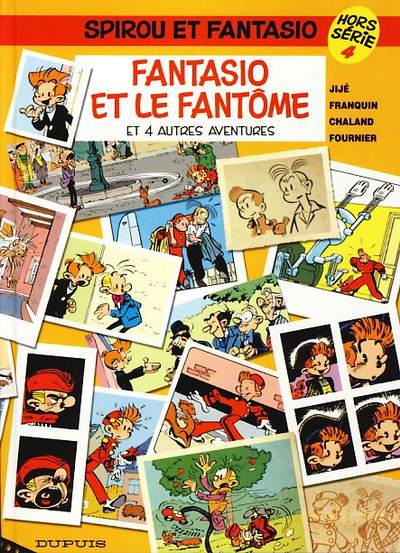 SPIROU ET FANTASIO
HORS
SÉRIE
4
FANTASIO
ET LE FANTÔME
ET 4 AUTRES AVENTURES
JIJÉ
FRANQUIN
CHALAND
FOURNIER
DUPUIS